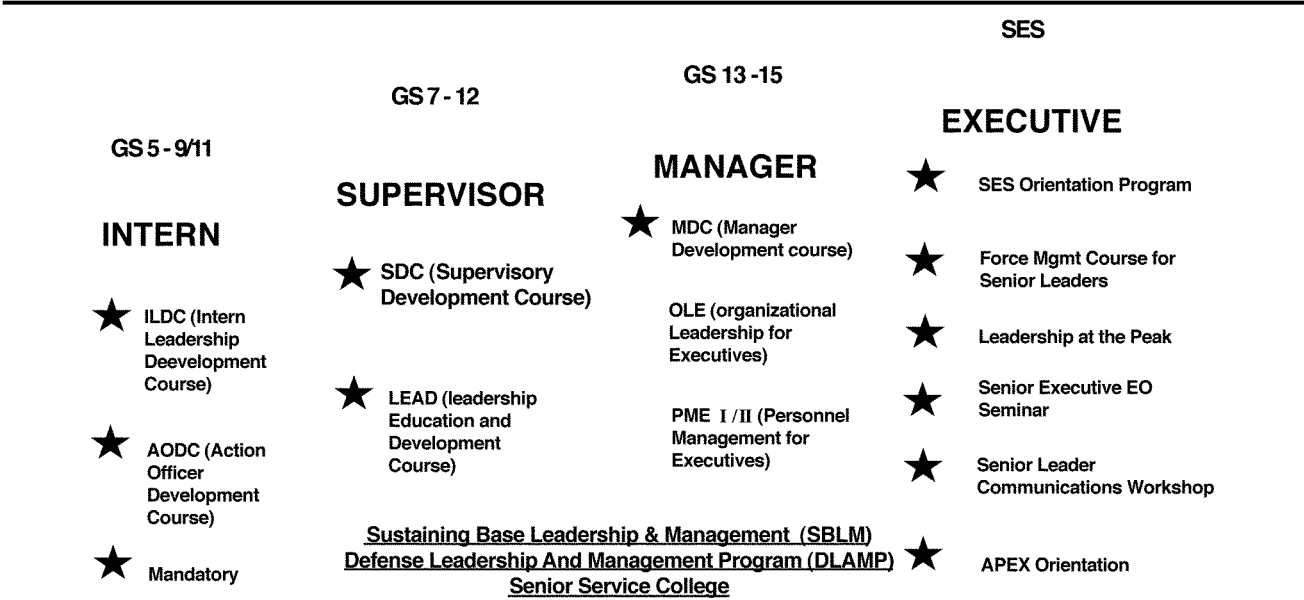 SES
GS 13 -15
GS 7 - 12
GS 5 - 9/11
EXECUTIVE
MANAGER
SUPERVISOR
INTERN
ILDC (Intern
Leadership
Deevelopment
Course)
AODC (Action
Officer
Development
Course)
Mandatory
SDC (Supervisory
Development Course)
LEAD (leadership
Education and
Development
Course)
MDC (Manager
Development course)
OLE (organizational
Leadership for
Executives)
PME I /II (Personnel
Management for
Executives)
SES Orientation Program
Force Mgmt Course for
Senior Leaders
Leadership at the Peak
Senior Executive EO
Seminar
Senior Leader
Communications Workshop
APEX Orientation
Sustaining Base Leadership & Management (SBLM)
Defense Leadership And Management Program (DLAMP)
Senior Service College